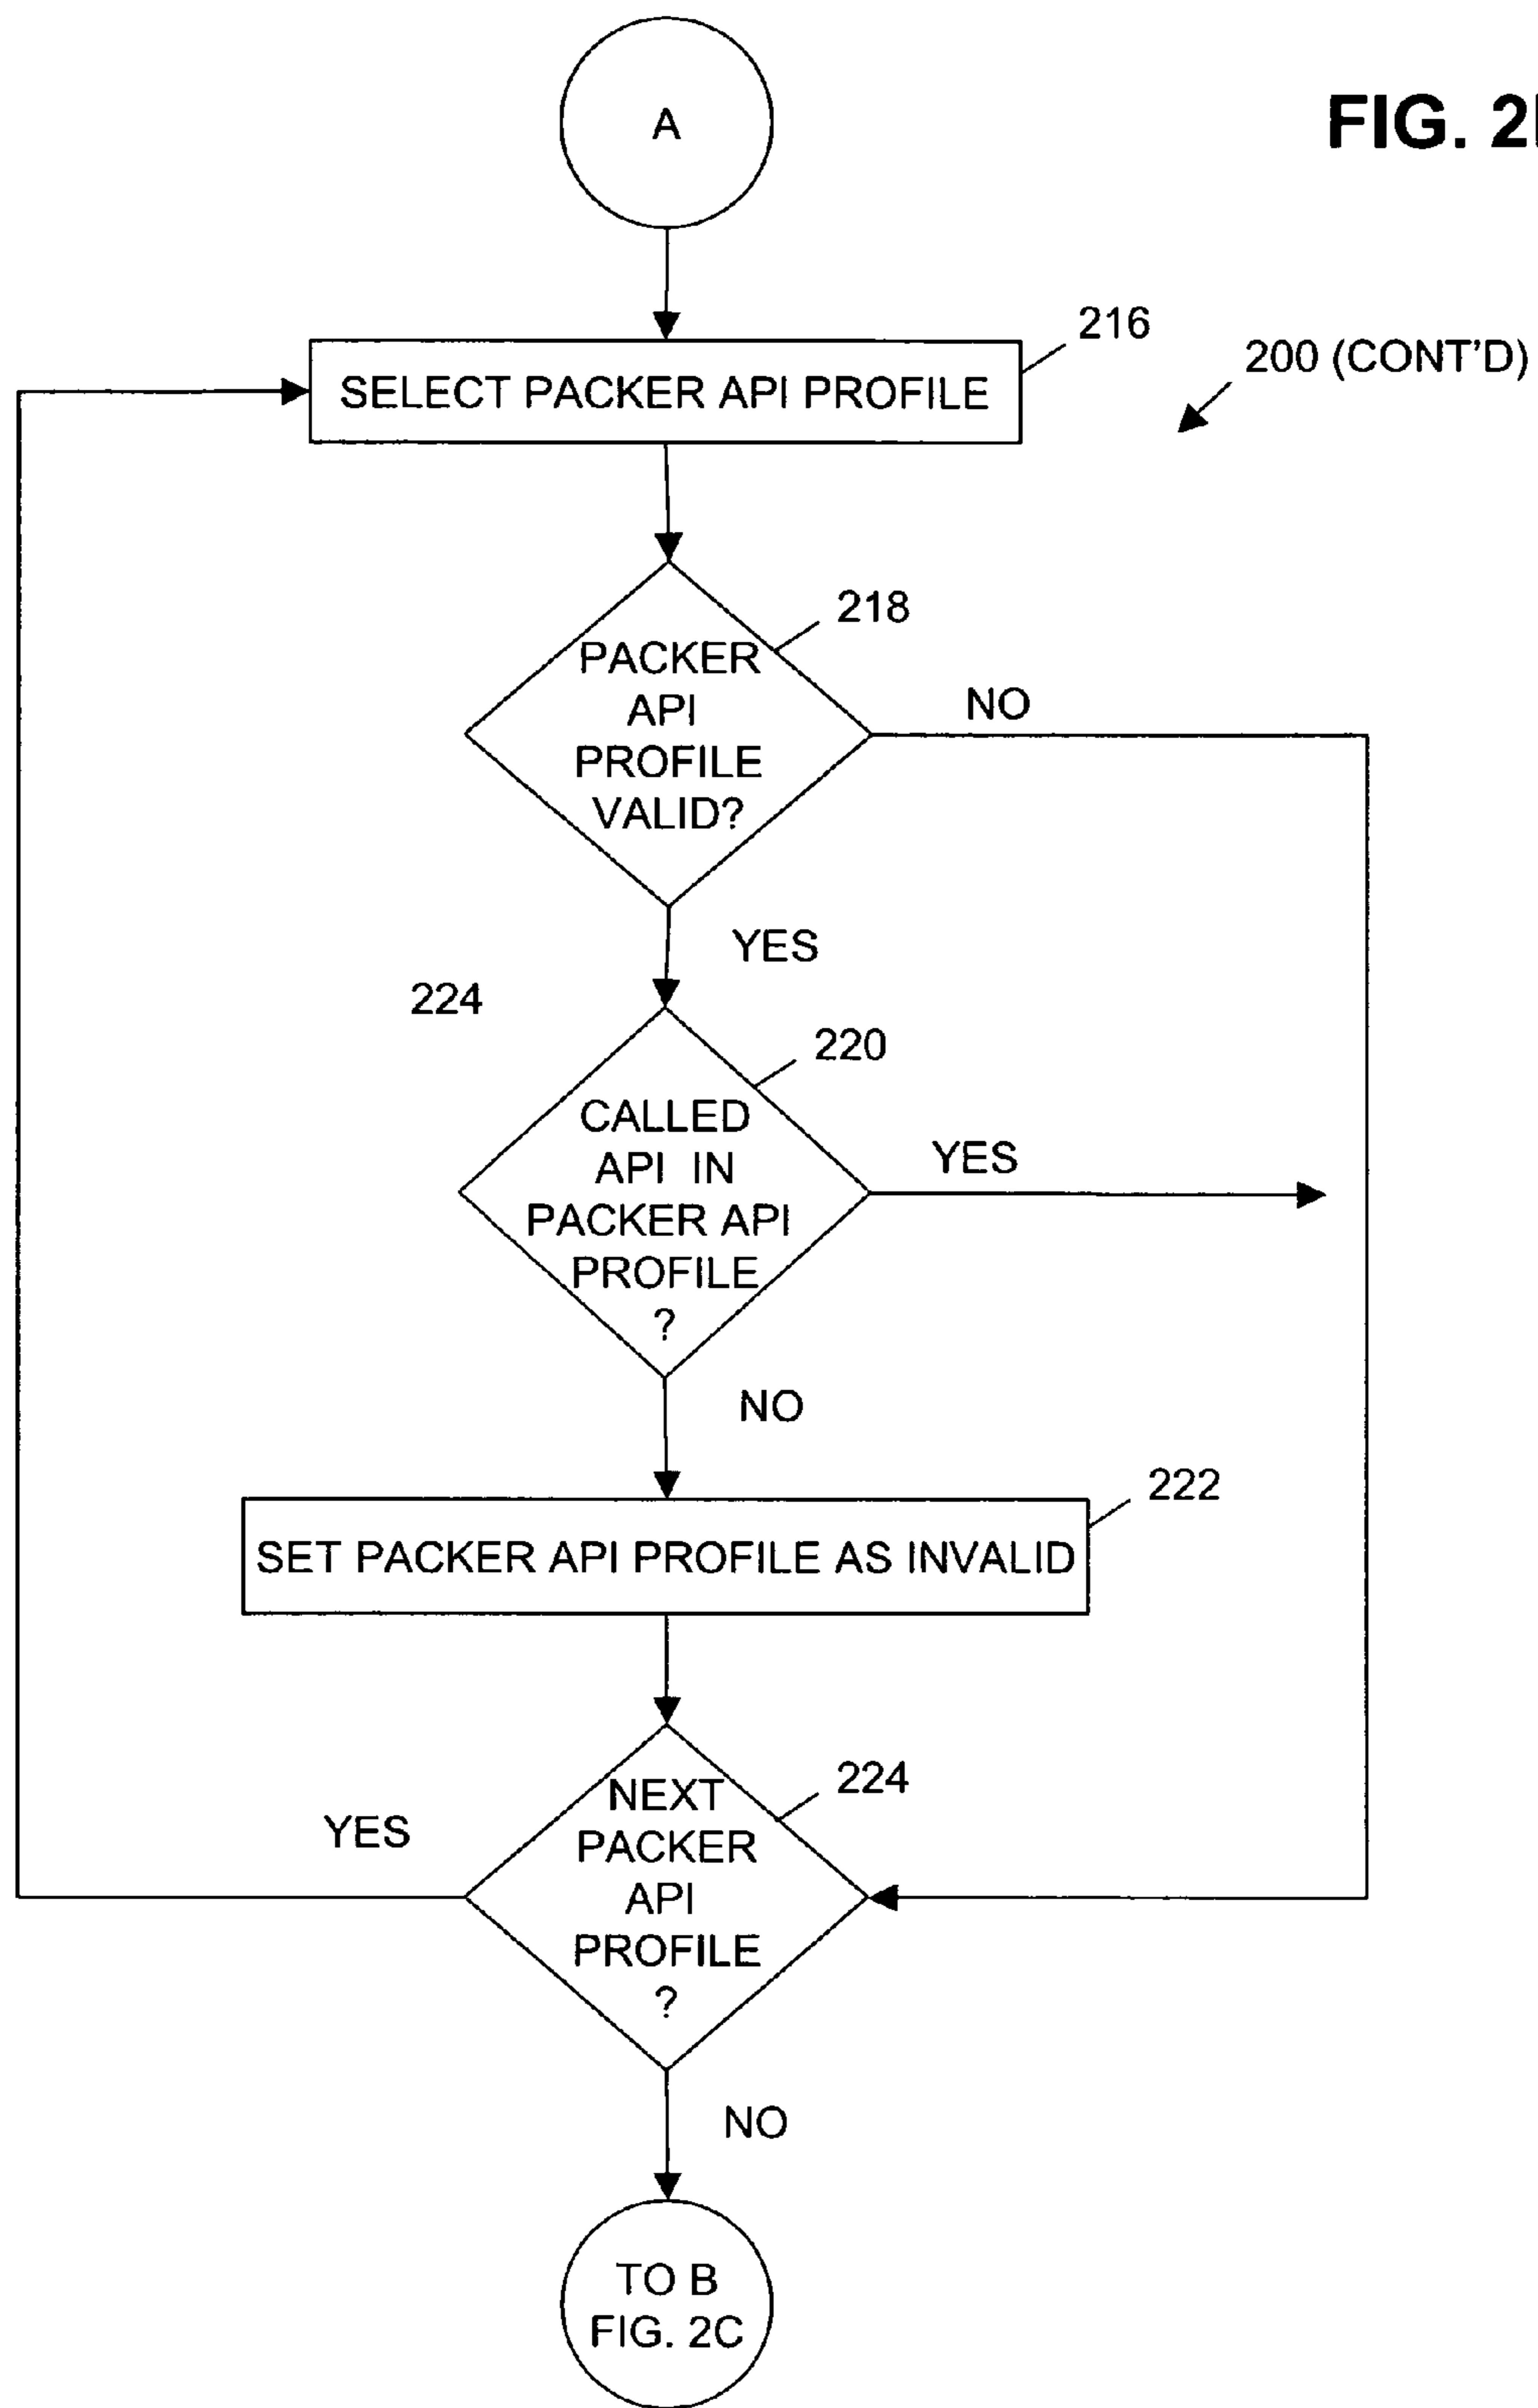 A
FIG. 2
216
200 (CONT'D)
SELECT PACKER API PROFILE
218
PACKER
API
PROFILE
VALID?
NO
YES
224
220
CALLED
API IN
PACKER API
PROFILE
?
YES
NO
222
SET PACKER API PROFILE AS INVALID
224
NEXT
PACKER
API
PROFILE
?
YES
NO
TO B
FIG. 2C